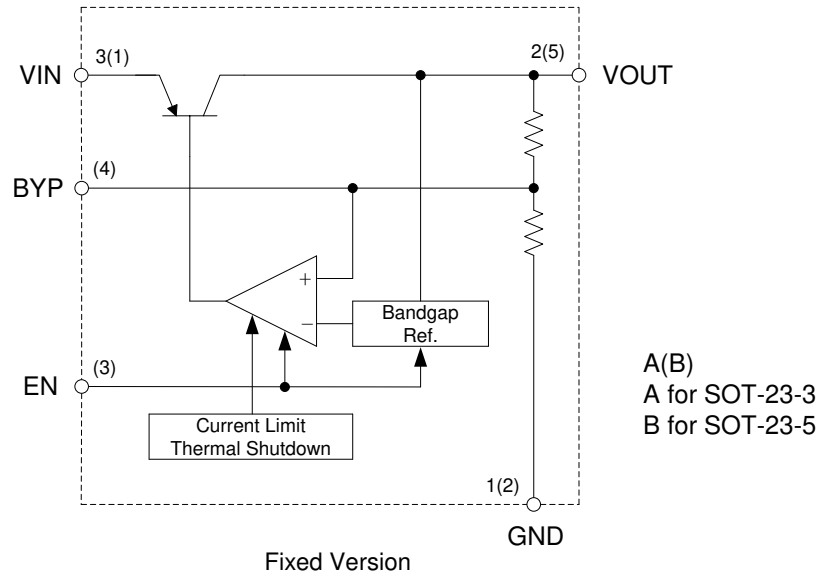 3(1)
2(5)
VIN
VOUT
(4)
BYP
+
−
Bandgap
Ref.
(3)
EN
A(B)
A for SOT-23-3
B for SOT-23-5
Current Limit
Thermal Shutdown
1(2)
GND
Fixed Version